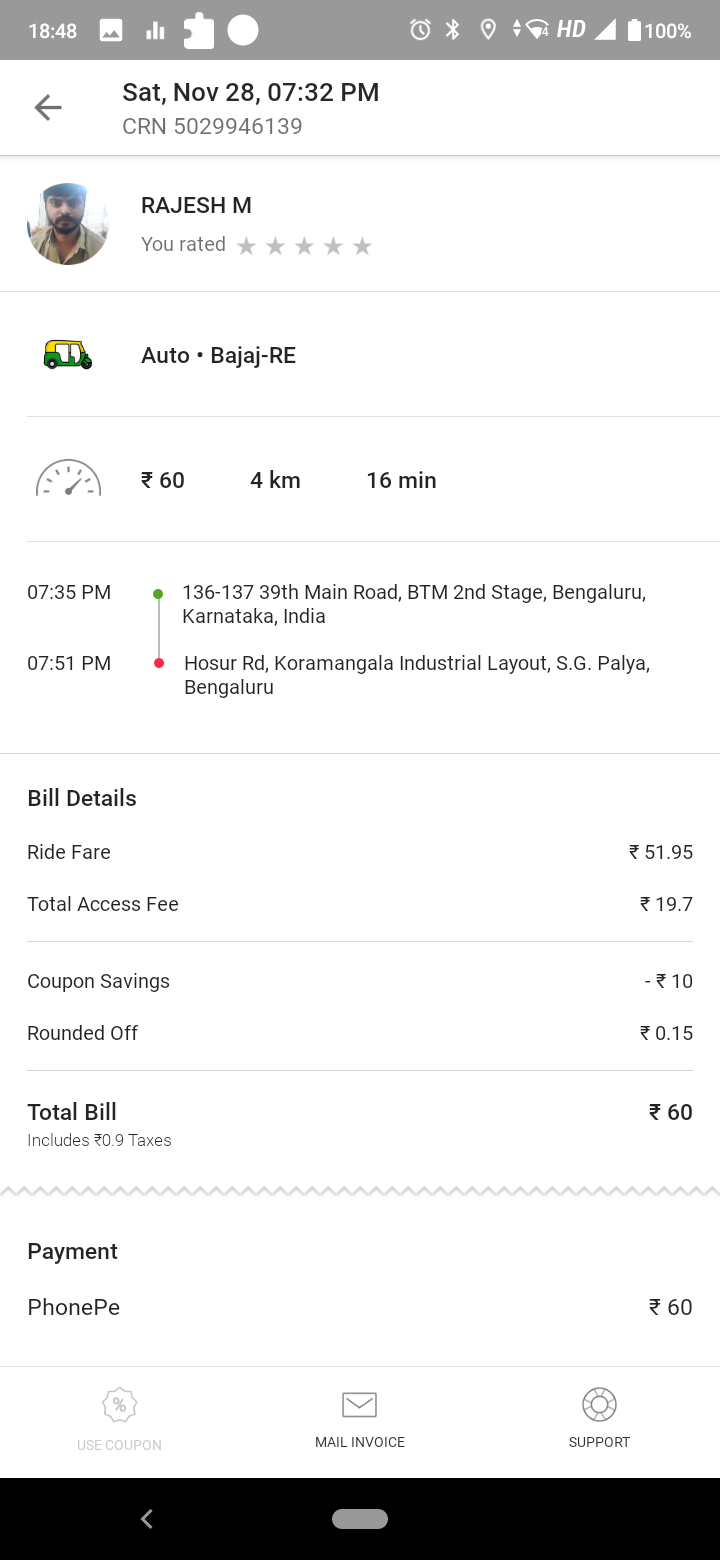 18:48
4 HD 100%
Sat, Nov 28, 07:32 PM
CRN 5029946139
RAJESH M
You rated
Auto • Bajaj-RE
₹ 60 4 km 16 min
07:35 PM 136-137 39th Main Road, BTM 2nd Stage, Bengaluru,
Karnataka, India
07:51 PM Hosur Rd, Koramangala Industrial Layout, S.G. Palya,
Bengaluru
Bill Details
Ride Fare ₹ 51.95
Total Access Fee ₹ 19.7
Coupon Savings - ₹ 10
Rounded Off ₹ 0.15
Total Bill ₹ 60
Includes ₹0.9 Taxes
Payment
PhonePe ₹ 60
%
USE COUPON MAIL INVOICE SUPPORT